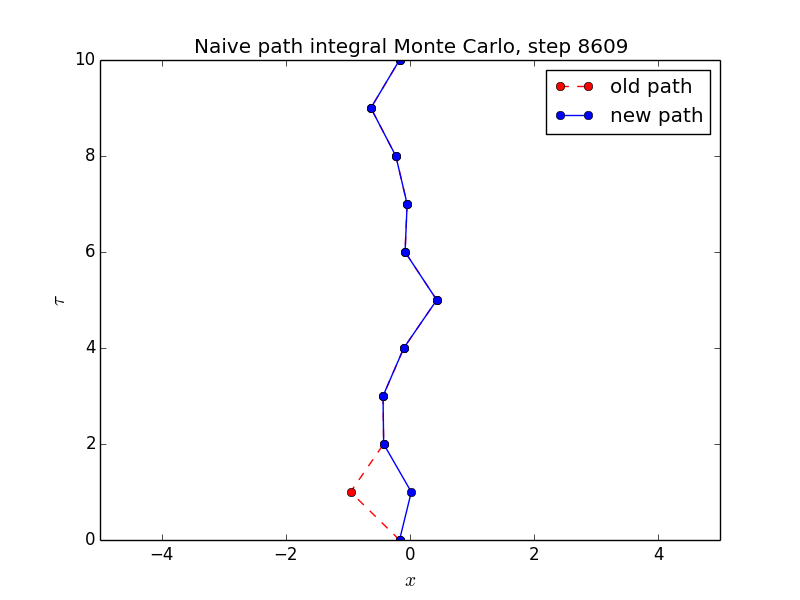 Naive path integral Monte Carlo, step 8609
old path
new path
10
8
6
4
2
0
τ
−4 −2 0 2 4
x